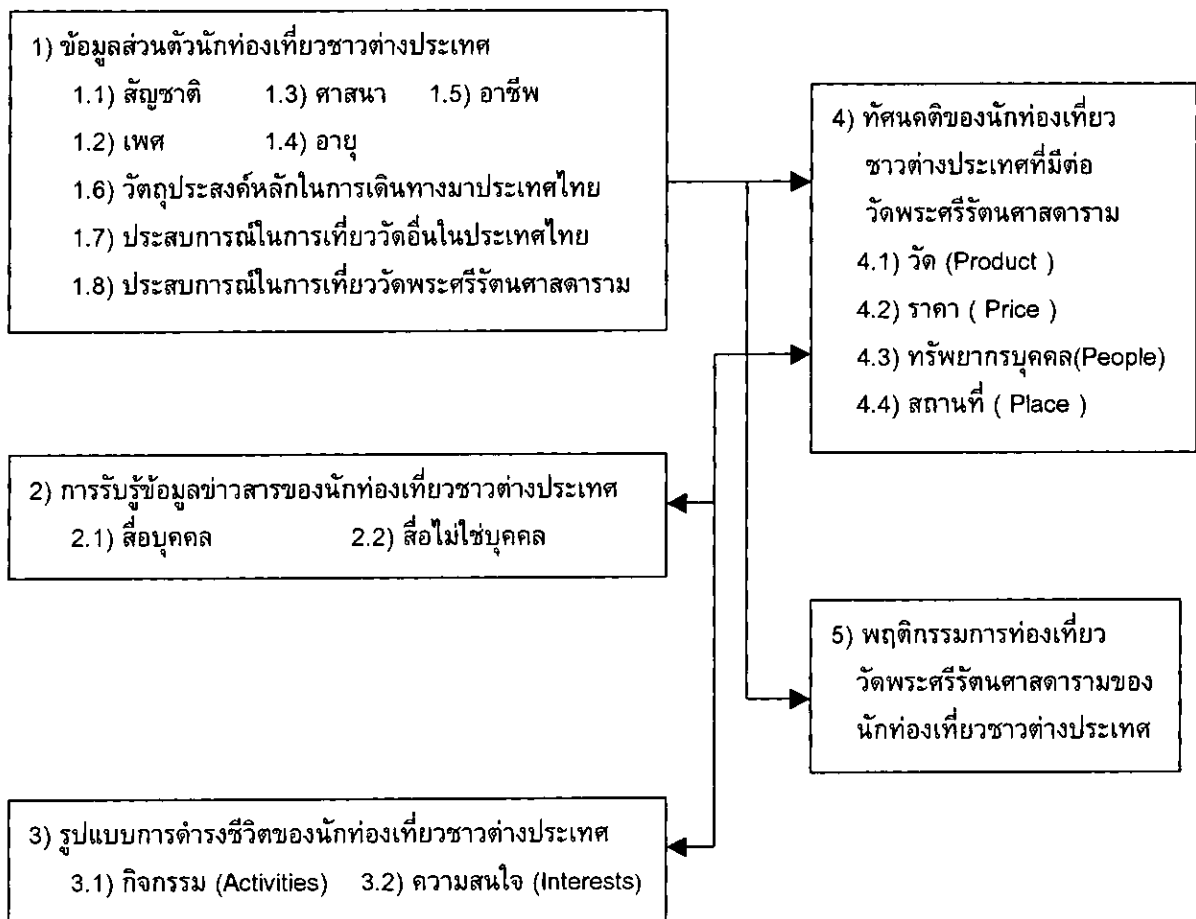 1) ข้อมูลส่วนตัวนักท่องเที่ยวชาวต่างประเทศ
1.1) สัญชาติ 1.3) ศาสนา 1.5) อาชีพ
1.2) เพศ 1.4) อายุ
1.6) วัตถุประสงค์หลักในการเดินทางมาประเทศไทย
1.7) ประสบการณ์ในการเที่ยววัดอื่นในประเทศไทย
1.8) ประสบการณ์ในการเที่ยววัดพระศรีรัตนศาสดาราม
2) การรับรู้ข้อมูลข่าวสารของนักท่องเที่ยวชาวต่างประเทศ
2.1) สื่อบุคคล 2.2) สื่อไม่ใช่บุคคล
3) รูปแบบการดำรงชีวิตของนักท่องเที่ยวชาวต่างประเทศ
3.1) กิจกรรม (Activities) 3.2) ความสนใจ (Interests)
4) ทัศนคติของนักท่องเที่ยว
ชาวต่างประเทศที่มีต่อ
วัดพระศรีรัตนศาสดาราม
4.1) วัด (Product )
4.2) ราคา ( Price )
4.3) ทรัพยากรบุคคล(People)
4.4) สถานที่ ( Place )
5) พฤติกรรมการท่องเที่ยว
วัดพระศรีรัตนศาสดารามของ
นักท่องเที่ยวชาวต่างประเทศ